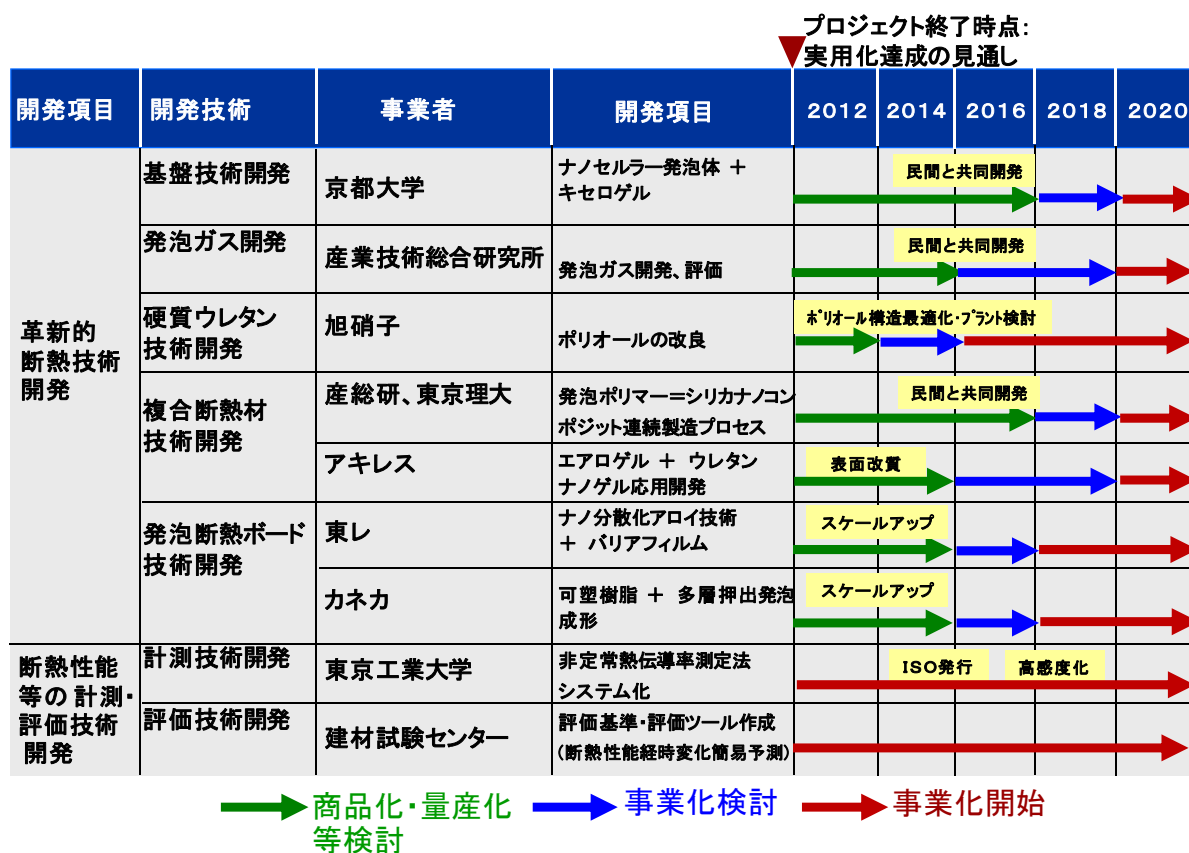 プロジェクト終了時点:
実用化達成の見通し
開発項目 開発技術 事業者 開発項目 2012 2014 2016 2018 2020
革新的
断熱技術
開発
基盤技術開発
京都大学
ナノセルラー発泡体 +
キセロゲル
民間と共同開発
発泡ガス開発
産業技術総合研究所
発泡ガス開発、評価
民間と共同開発
硬質ウレタン
技術開発
旭硝子
ポリオールの改良
ポリオール構造最適化・プラント検討
複合断熱材
技術開発
産総研、東京理大
発泡ポリマー=シリカナノコン
ポジット連続製造プロセス
民間と共同開発
アキレス
エアロゲル + ウレタン
ナノゲル応用開発
表面改質
発泡断熱ボード
技術開発
東レ
ナノ分散化アロイ技術
+ バリアフィルム
スケールアップ
カネカ
可塑樹脂 + 多層押出発泡
成形
スケールアップ
断熱性能
等の 計測・
評価技術
開発
計測技術開発
東京工業大学
非定常熱伝導率測定法
システム化
ISO発行 高感度化
評価技術開発
建材試験センター
評価基準・評価ツール作成
(断熱性能経時変化簡易予測)
商品化・量産化
等検討
事業化検討
事業化開始